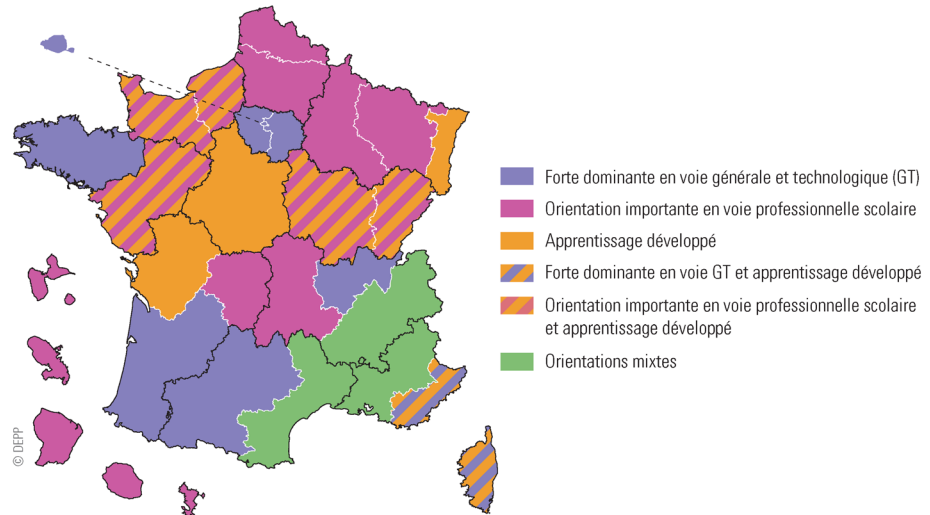 Forte dominante en voie générale et technologique (GT)
Orientation importante en voie professionnelle scolaire
Apprentissage développé
Forte dominante en voie GT et apprentissage développé
Orientation importante en voie professionnelle scolaire
et apprentissage développé
Orientations mixtes
© DEPP